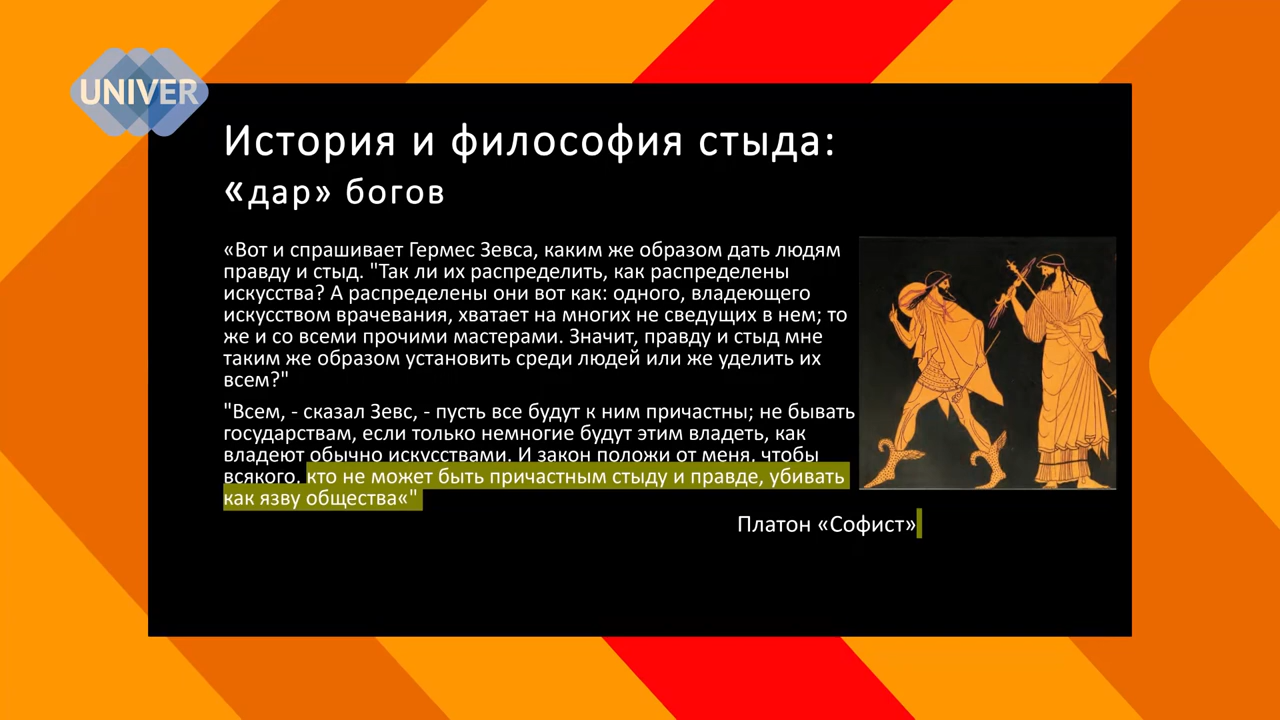 UNIVER
История и философия стыда:
«дар» богов
«Вот и спрашивает Гермес Зевса, каким же образом дать людям
правду и стыд. "Так ли их распределить, как распределены
искусства? А распределены они вот как: одного, владеющего
искусством врачевания, хватает на многих не сведущих в нем; то
же и со всеми прочими мастерами. Значит, правду и стыд мне
таким же образом установить среди людей или же уделить их
всем?"
"Всем, - сказал Зевс, - пусть все будут к ним причастны; не бывать
государствам, если только немногие будут этим владеть, как
владеют обычно искусствами. И закон положи от меня, чтобы
всякого, кто не может быть причастным стыду и правде, убивать
как язву общества«"
Платон «Софист»